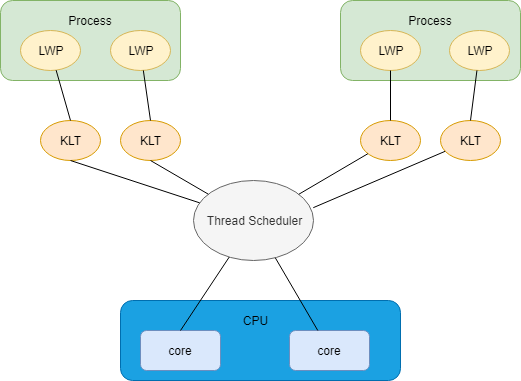 Process
Process
LWP
LWP
LWP
LWP
KLT
KLT
KLT
KLT
Thread Scheduler
CPU
core
core